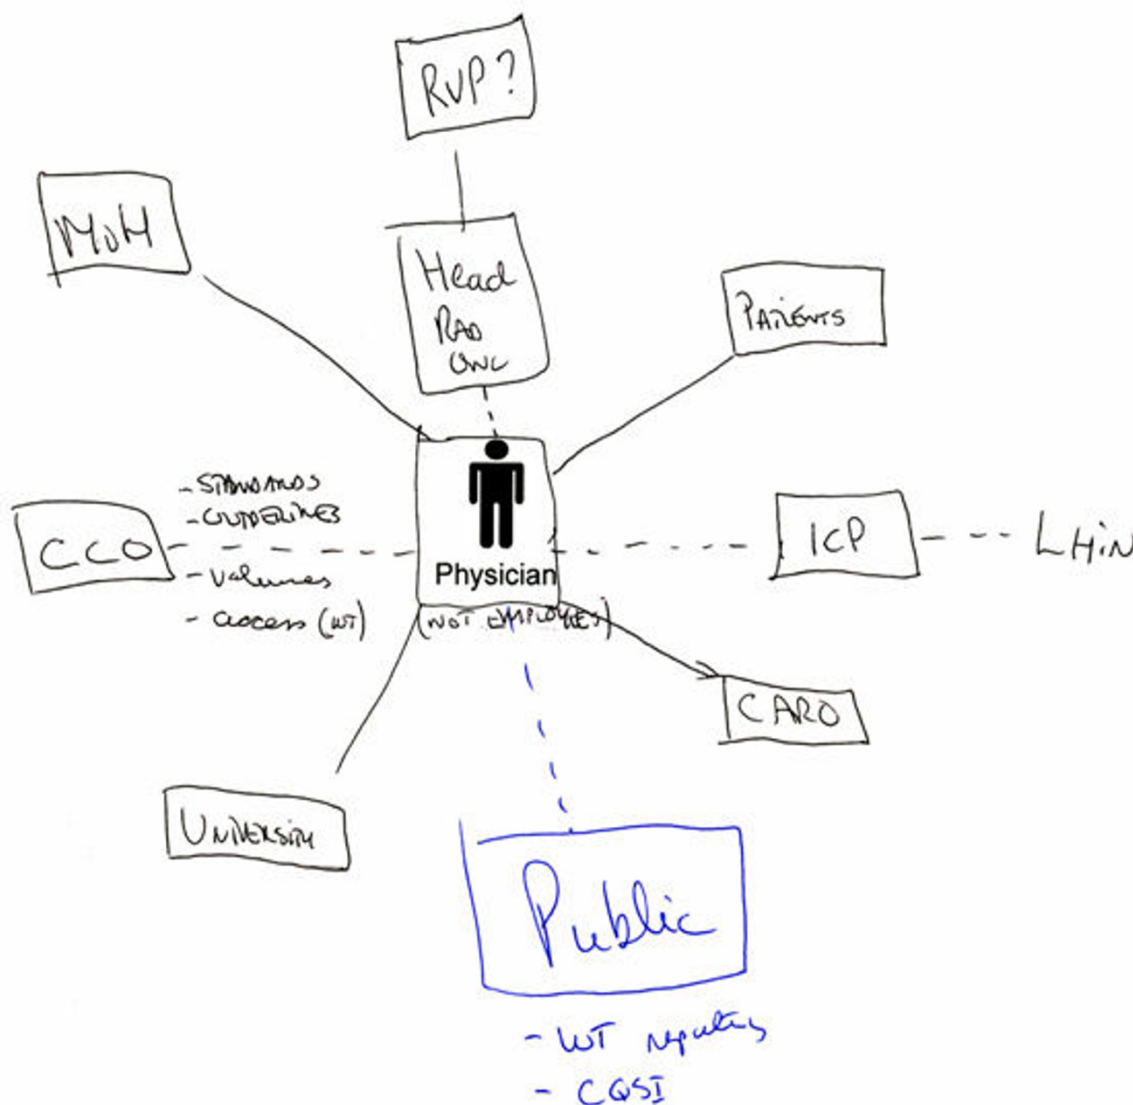 RVP?
MoH
Head
RAD
ONC
PATIENTS
- STANDARDS
- GUIDELINES
CCO
- Volumes
- access (WT)
Physician
(NOT EMPLOYEES)
ICP
LHiN
CARO
UNIVERSITY
Public
- WT reporting
- CQSI